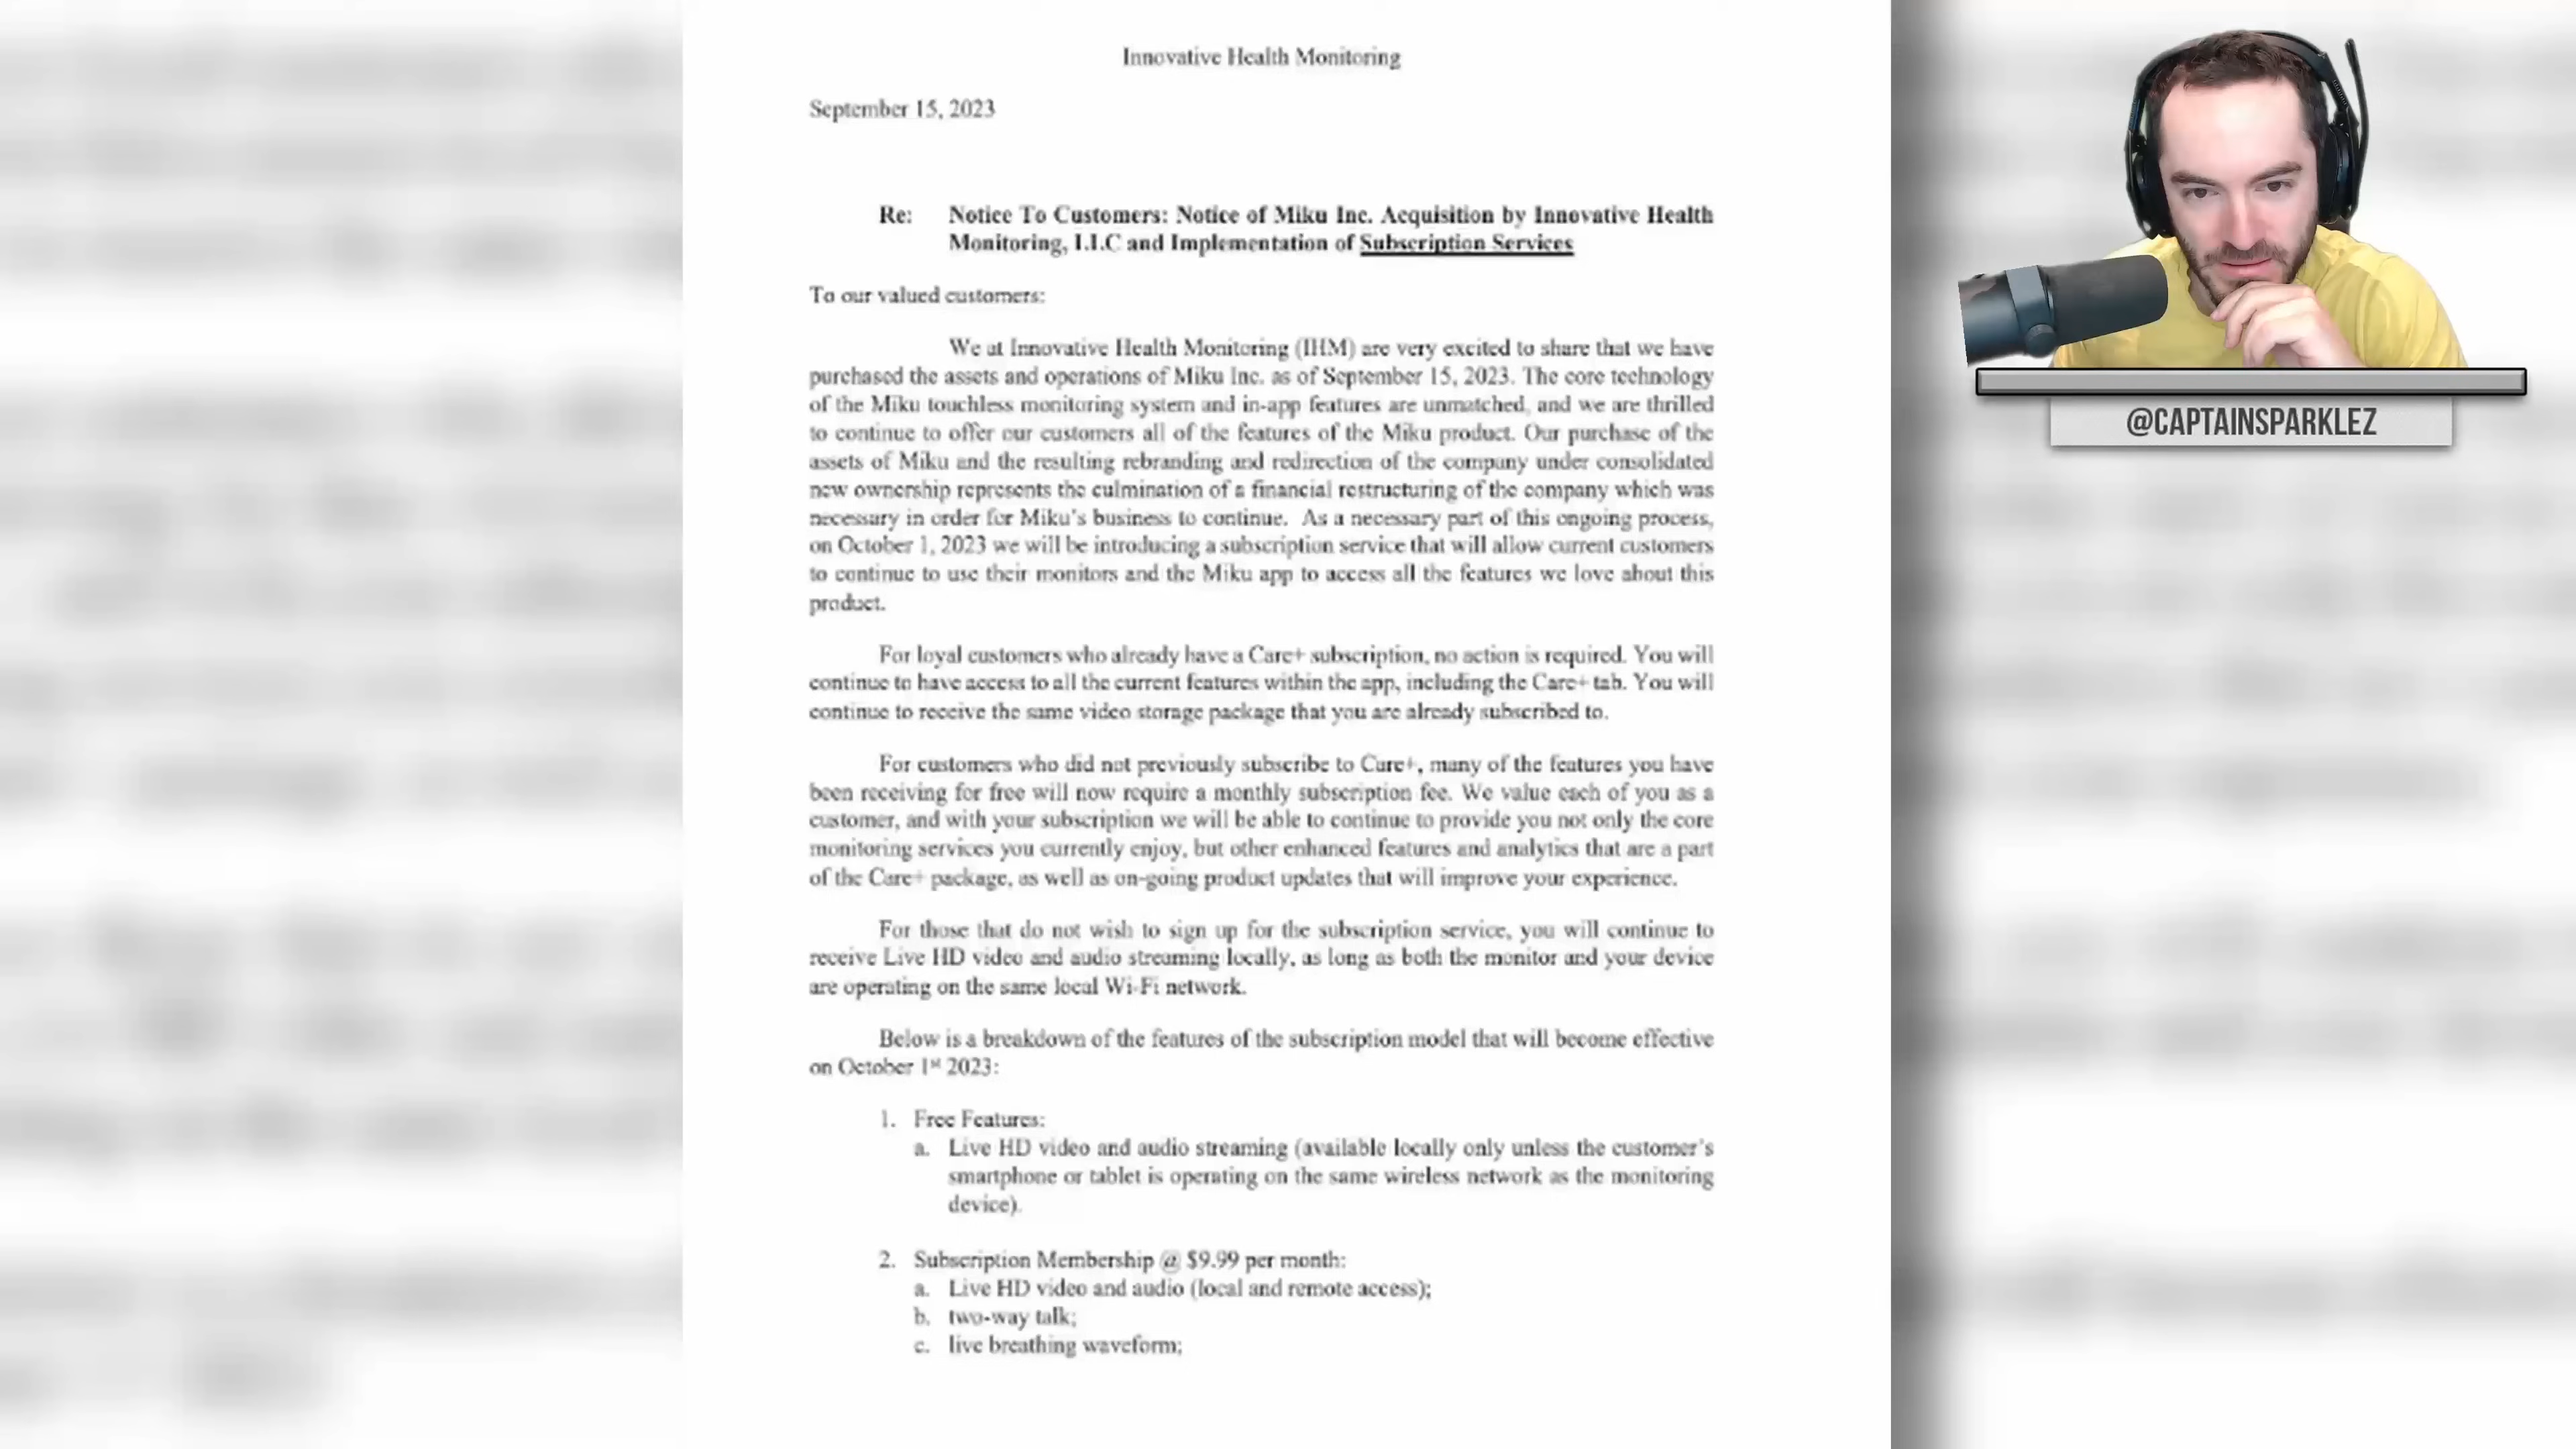 Innovative Health Monitoring
September 15, 2023
Re: Notice To Customers: Notice of Miku Inc. Acquisition by Innovative Health
Monitoring, LLC and Implementation of Subscription Services
To our valued customers:
We at Innovative Health Monitoring (IHM) are very excited to share that we have
purchased the assets and operations of Miku Inc. as of September 15, 2023. The core technology
of the Miku touchless monitoring system and in-app features are unmatched, and we are thrilled
to continue to offer our customers all of the features of the Miku product. Our purchase of the
assets of Miku and the resulting rebranding and redirection of the company under consolidated
new ownership represents the culmination of a financial restructuring of the company which was
necessary in order for Miku's business to continue. As a necessary part of this ongoing process,
on October 1, 2023 we will be introducing a subscription service that will allow current customers
to continue to use their monitors and the Miku app to access all the features we love about this
product.
For loyal customers who already have a Care+ subscription, no action is required. You will
continue to have access to all the current features within the app, including the Care+ tab. You will
continue to receive the same video storage package that you are already subscribed to.
For customers who did not previously subscribe to Care+, many of the features you have
been receiving for free will now require a monthly subscription fee. We value each of you as a
customer, and with your subscription we will be able to continue to provide you not only the core
monitoring services you currently enjoy, but other enhanced features and analytics that are a part
of the Care+ package, as well as on-going product updates that will improve your experience.
For those that do not wish to sign up for the subscription service, you will continue to
receive Live HD video and audio streaming locally, as long as both the monitor and your device
are operating on the same local Wi-Fi network.
Below is a breakdown of the features of the subscription model that will become effective
on October 1st 2023:
1. Free Features:
a. Live HD video and audio streaming (available locally only unless the customer's
smartphone or tablet is operating on the same wireless network as the monitoring
device).
2. Subscription Membership @ $9.99 per month:
a. Live HD video and audio (local and remote access);
b. two-way talk;
c. live breathing waveform;
@CAPTAINSPARKLEZ